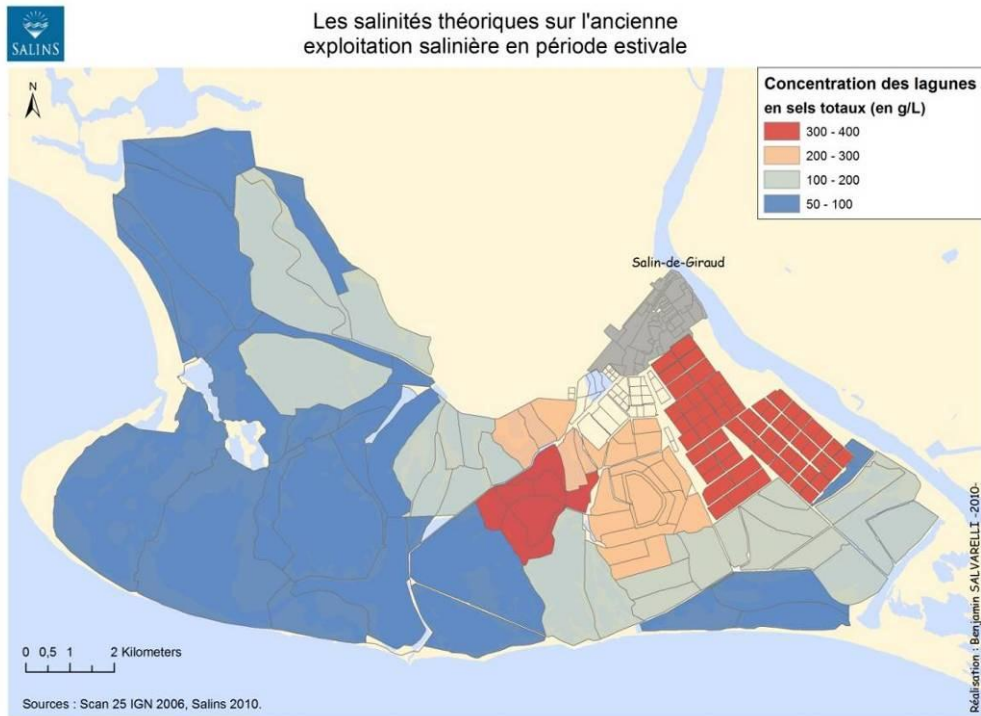 SALINS
Les salinités théoriques sur l'ancienne
exploitation salinière en période estivale
N
Concentration des lagunes
en sels totaux (en g/L)
300 - 400
200 - 300
100 - 200
50 - 100
Salin-de-Giraud
0 0,5 1 2 Kilometers
Sources : Scan 25 IGN 2006, Salins 2010.
Réalisation : Benjamin SALVARELLI -2010-